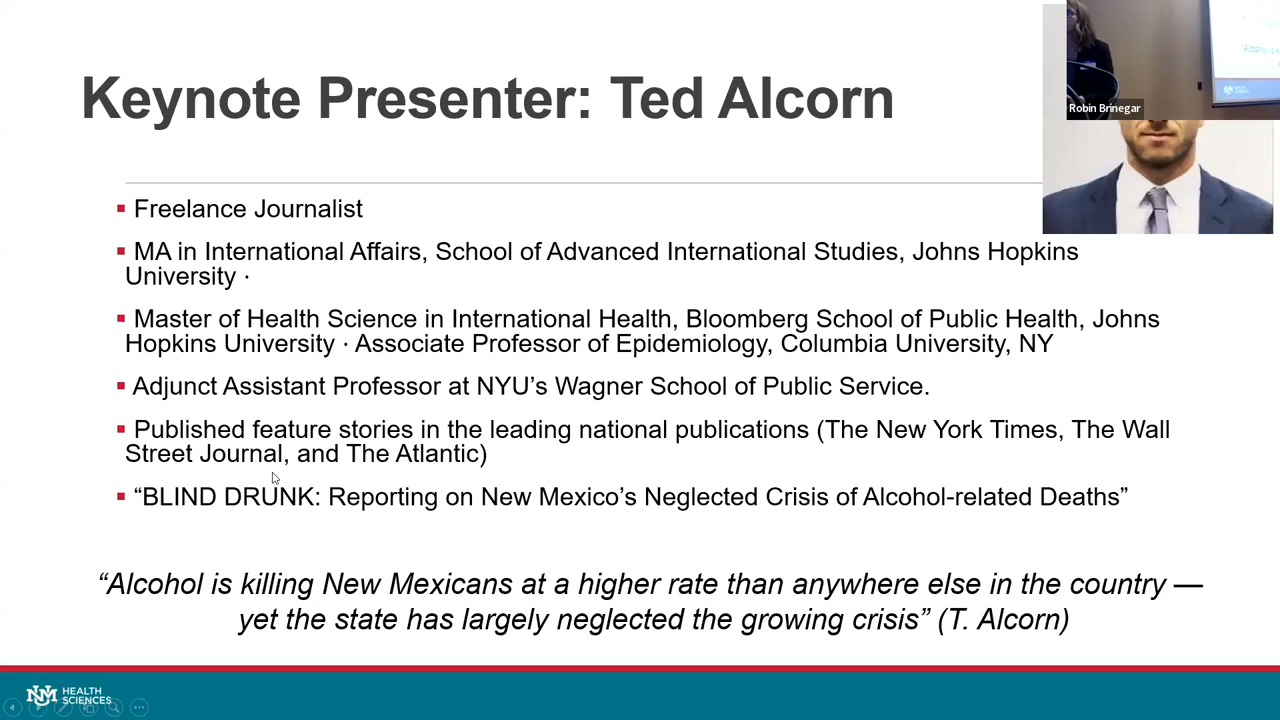 Keynote Presenter: Ted Alcorn
Robin Brinegar
HEALTH
SCIENCES
▪ Freelance Journalist
▪ MA in International Affairs, School of Advanced International Studies, Johns Hopkins
University ·
▪ Master of Health Science in International Health, Bloomberg School of Public Health, Johns
Hopkins University · Associate Professor of Epidemiology, Columbia University, NY
▪ Adjunct Assistant Professor at NYU’s Wagner School of Public Service.
▪ Published feature stories in the leading national publications (The New York Times, The Wall
Street Journal, and The Atlantic)
▪ “BLIND DRUNK: Reporting on New Mexico’s Neglected Crisis of Alcohol-related Deaths”
“Alcohol is killing New Mexicans at a higher rate than anywhere else in the country —
yet the state has largely neglected the growing crisis” (T. Alcorn)
UNM HEALTH
SCIENCES